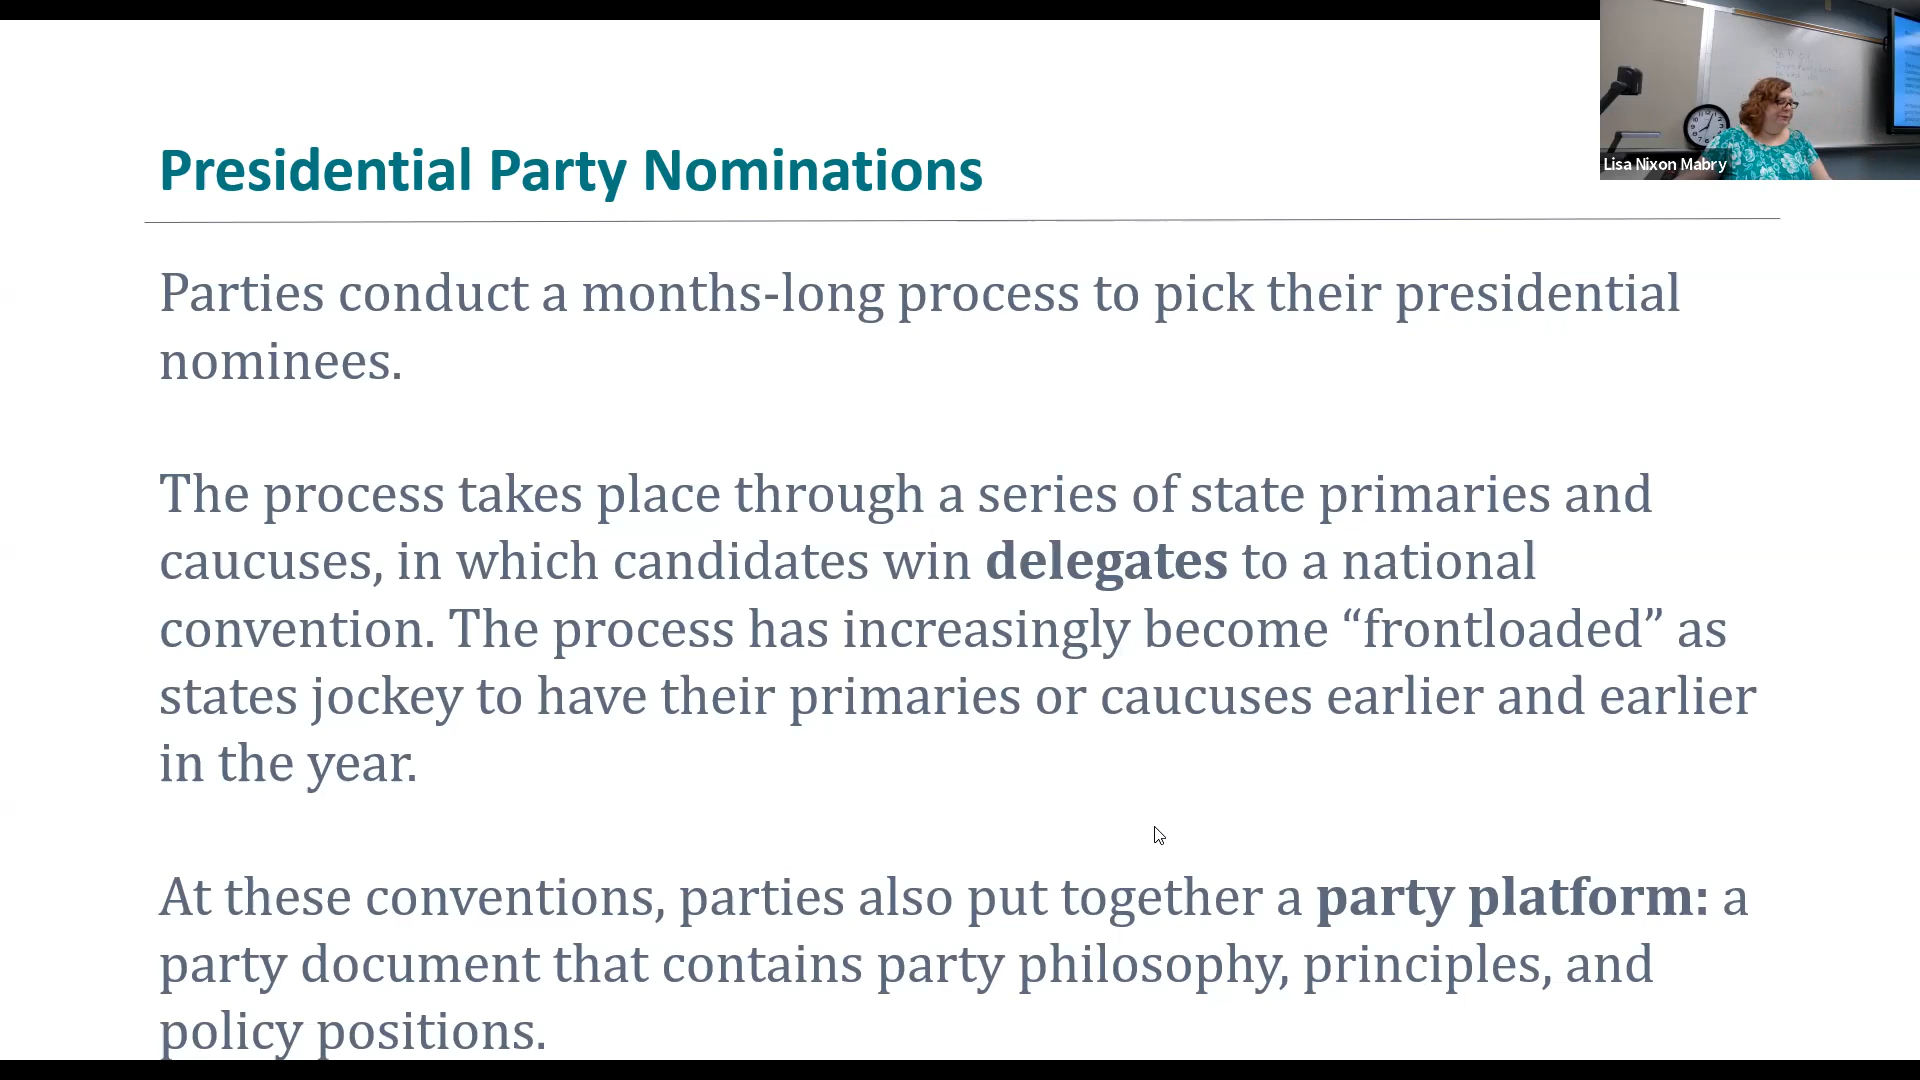 Presidential Party Nominations
Lisa Nixon Mabry
Parties conduct a months-long process to pick their presidential
nominees.
The process takes place through a series of state primaries and
caucuses, in which candidates win delegates to a national
convention. The process has increasingly become “frontloaded” as
states jockey to have their primaries or caucuses earlier and earlier
in the year.
At these conventions, parties also put together a party platform: a
party document that contains party philosophy, principles, and
policy positions.